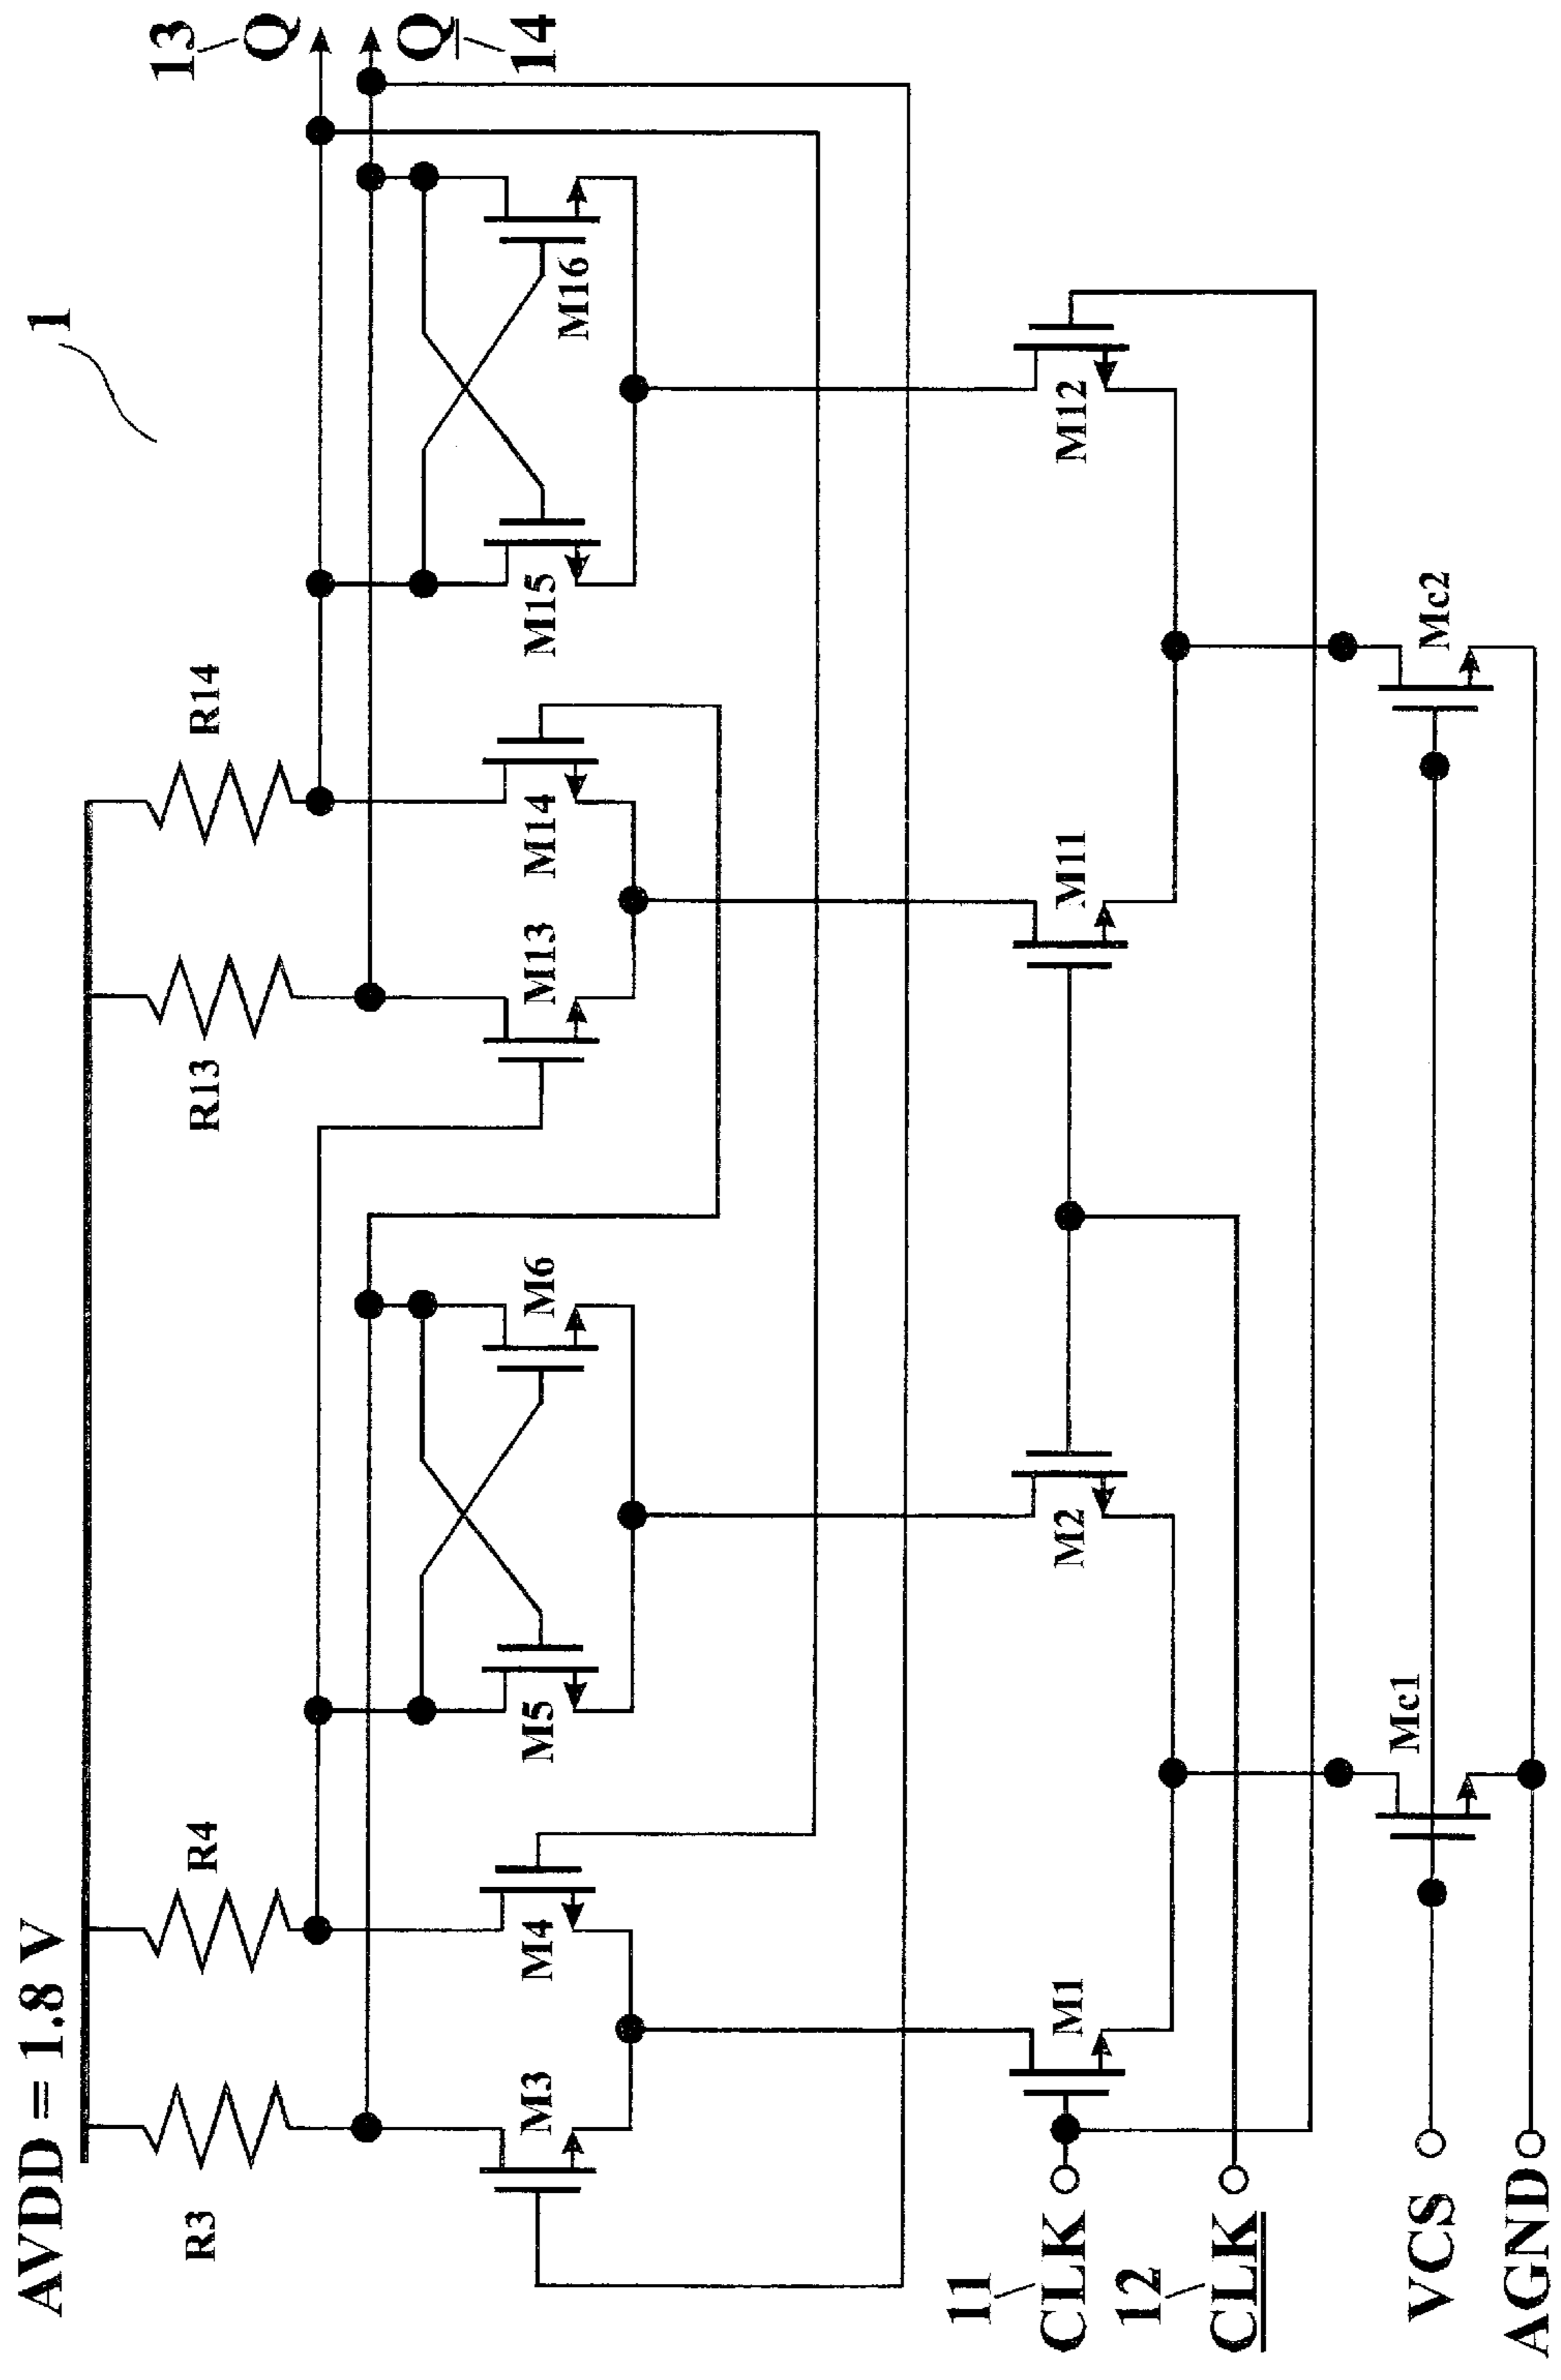 1
AVDD = 1.8 V
R3
R4
R13
R14
13
Q
Q
14
M3
M4
M5
M6
M13
M14
M15
M16
M1
M2
M11
M12
11
CLK
12
CLK
Mc1
Mc2
VCS
AGND